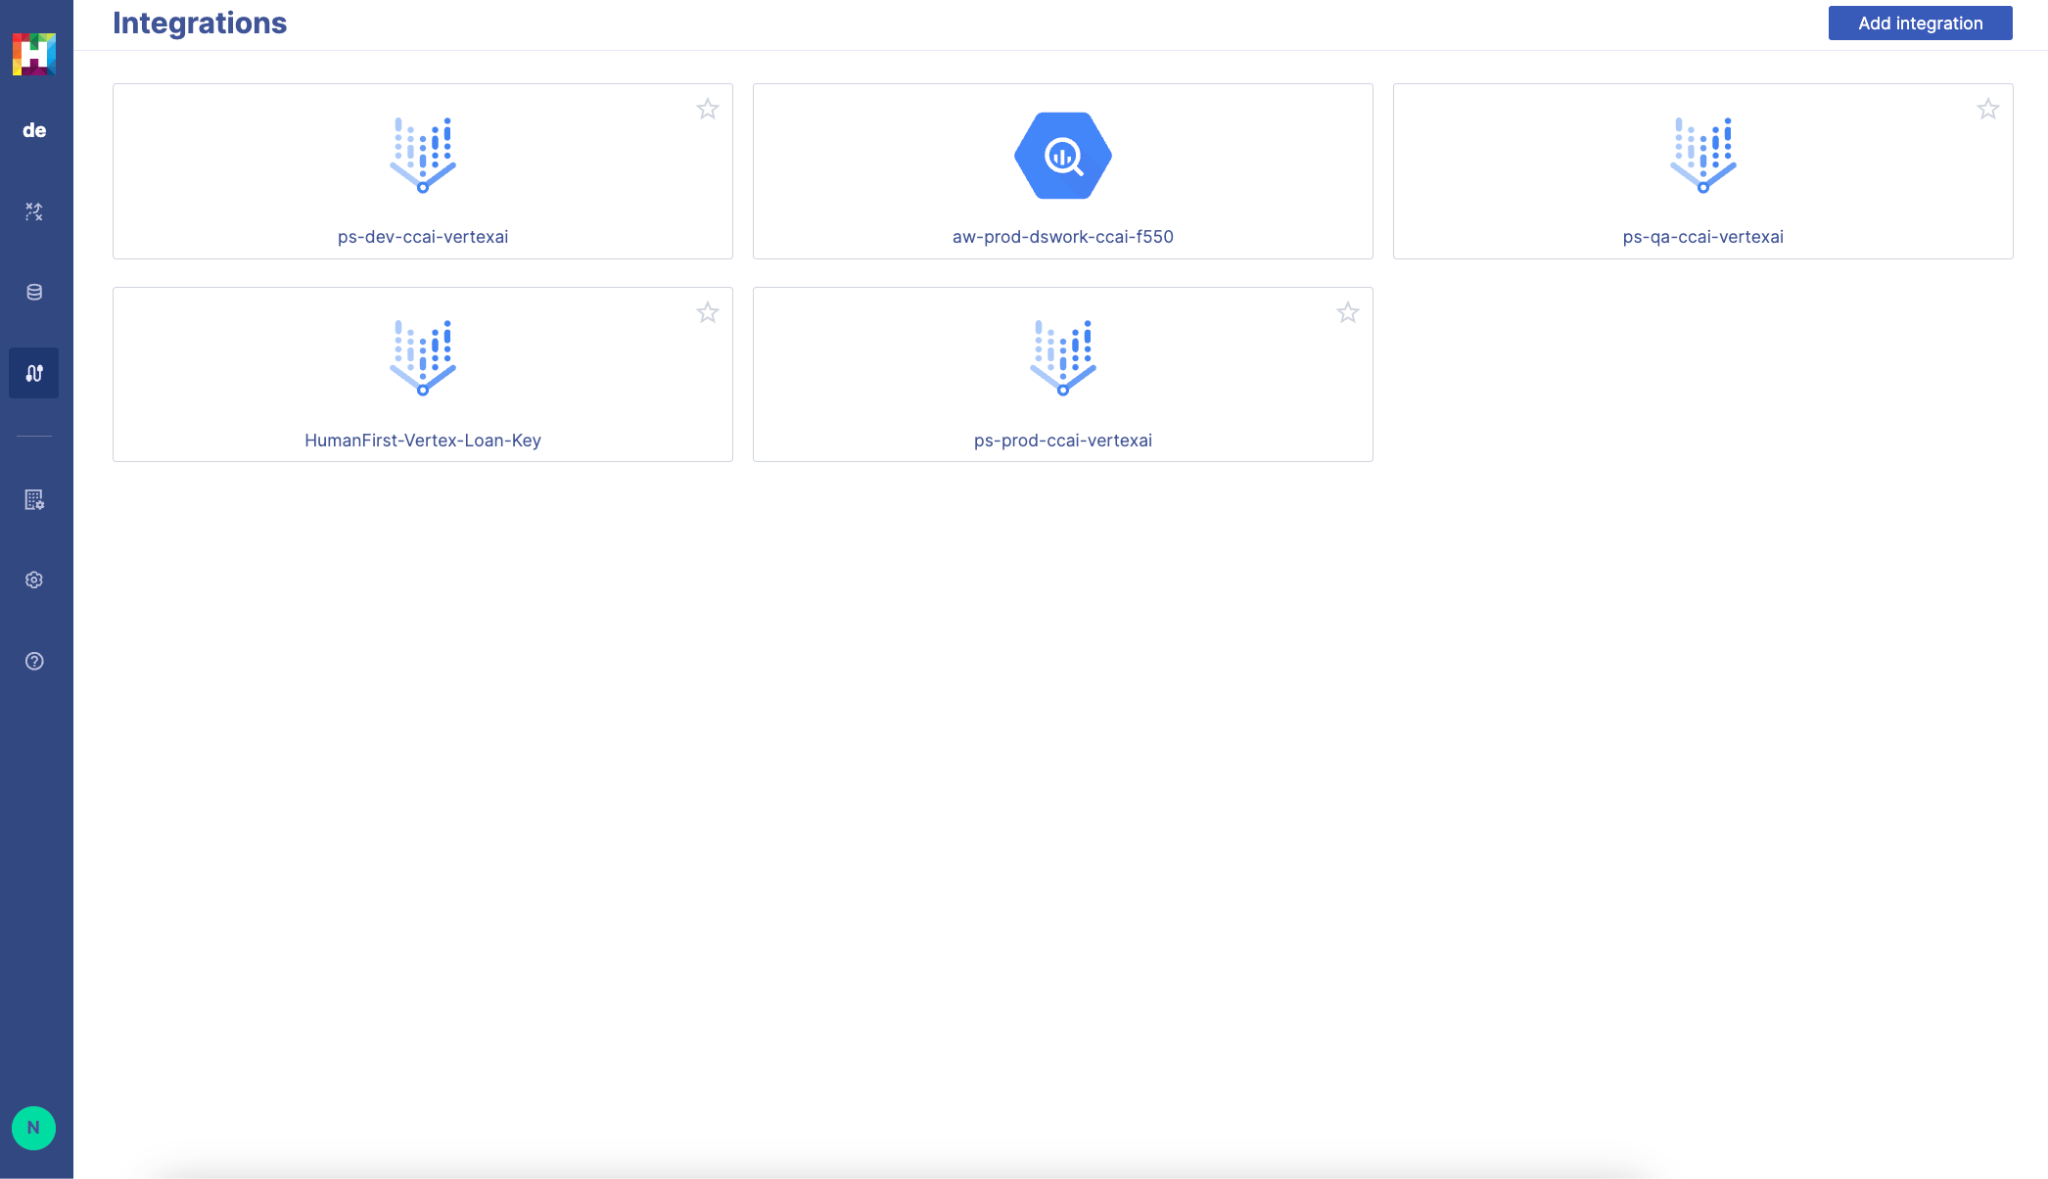 Integrations
Add integration
H
de
ps-dev-ccai-vertexai
aw-prod-dswork-ccai-f550
ps-qa-ccai-vertexai
HumanFirst-Vertex-Loan-Key
ps-prod-ccai-vertexai
N